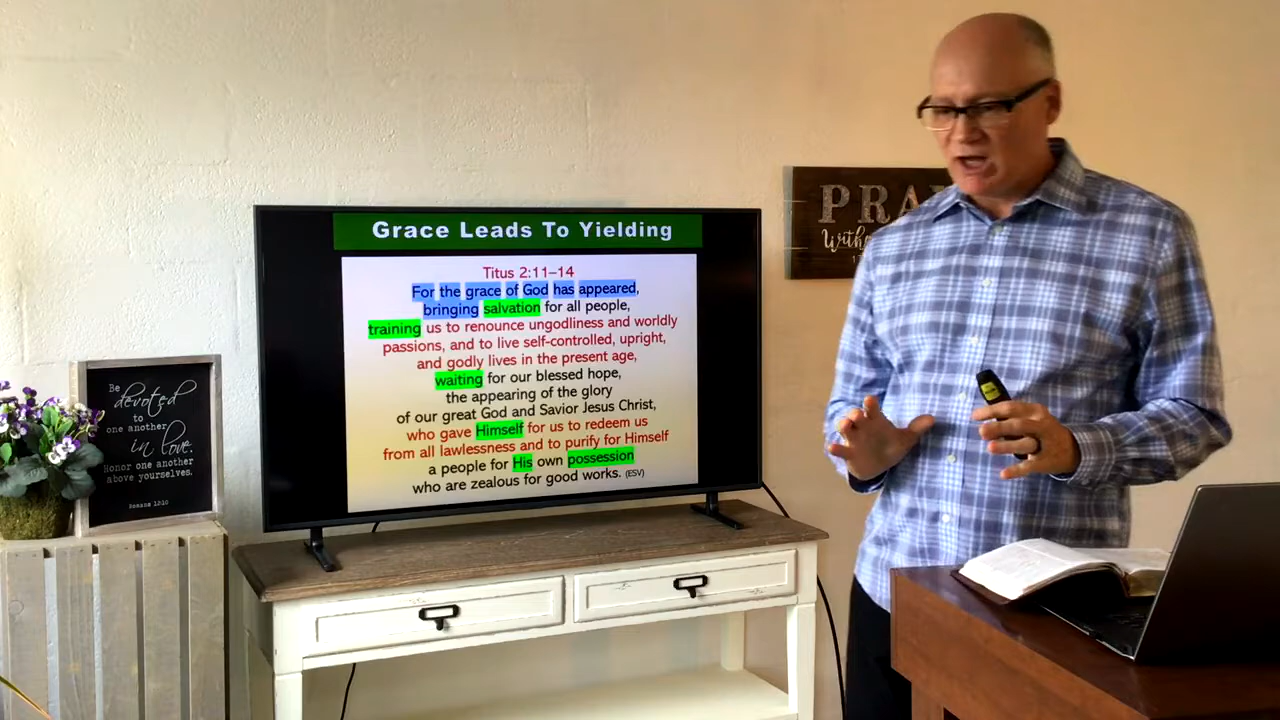 Grace Leads To Yielding
Titus 2:11–14
For the grace of God has appeared,
bringing salvation for all people,
training us to renounce ungodliness and worldly
passions, and to live self-controlled, upright,
and godly lives in the present age,
waiting for our blessed hope,
the appearing of the glory
of our great God and Savior Jesus Christ,
who gave Himself for us to redeem us
from all lawlessness and to purify for Himself
a people for His own possession
who are zealous for good works. (ESV)
Be
devoted
to
one another
in love.
Honor one another
above yourselves.
Romans 12:10
PRA